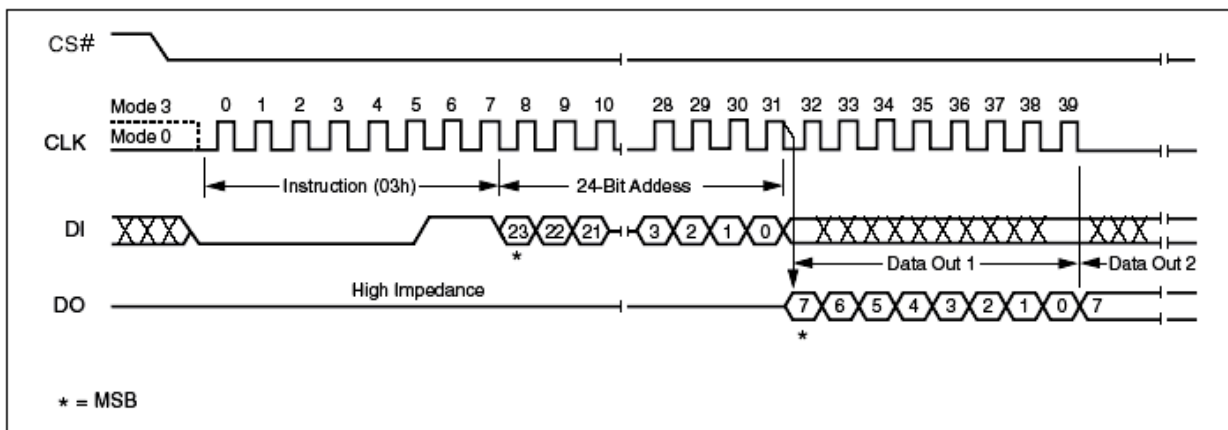 CS#
Mode 3 0 1 2 3 4 5 6 7 8 9 10 28 29 30 31 32 33 34 35 36 37 38 39
CLK Mode 0
Instruction (03h) 24-Bit Addess
DI 23 22 21 3 2 1 0
* Data Out 1 Data Out 2
High Impedance
DO 7 6 5 4 3 2 1 0 7
*
* = MSB